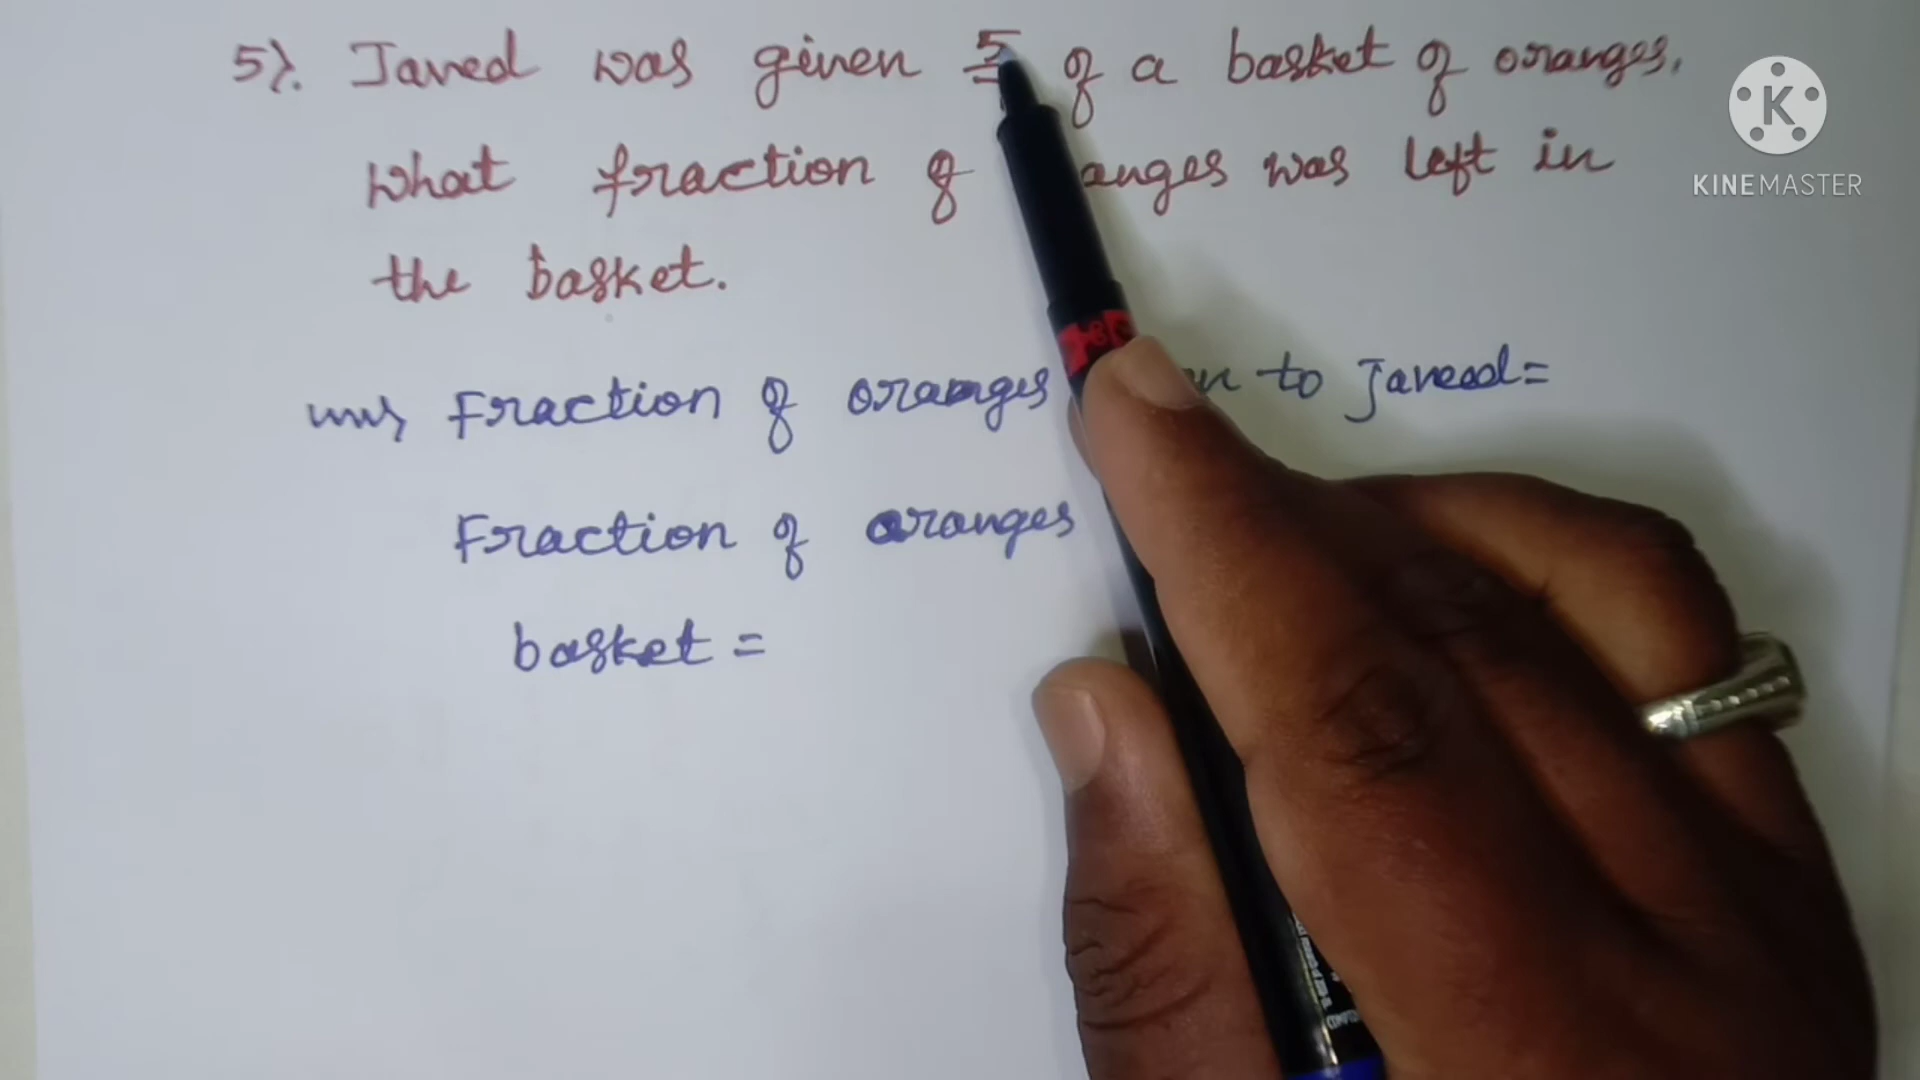 5). Javed was given 5 of a basket of oranges.
What fraction of anges was left in
the basket.
Fraction of oranges to Javeed=
Fraction of oranges
basket =
K
KINEMASTER